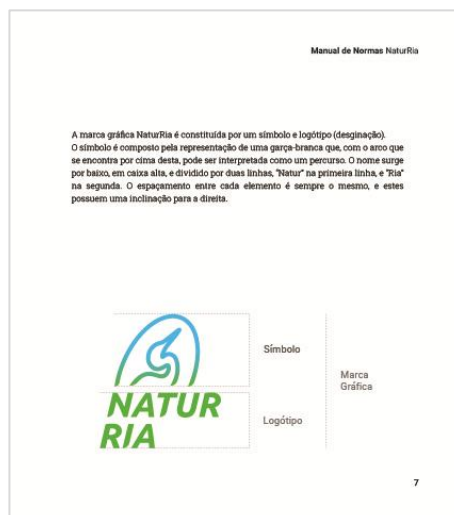 Manual de Normas NaturRia
A marca gráfica NaturRia é constituída por um símbolo e logótipo (desginação).
O símbolo é composto pela representação de uma garça-branca que, com o arco que
se encontra por cima desta, pode ser interpretada como um percurso. O nome surge
por baixo, em caixa alta, e dividido por duas linhas, "Natur" na primeira linha, e "Ria"
na segunda. O espaçamento entre cada elemento é sempre o mesmo, e estes
possuem uma inclinação para a direita.
Símbolo
Marca
Gráfica
NATUR
RIA
Logótipo
7